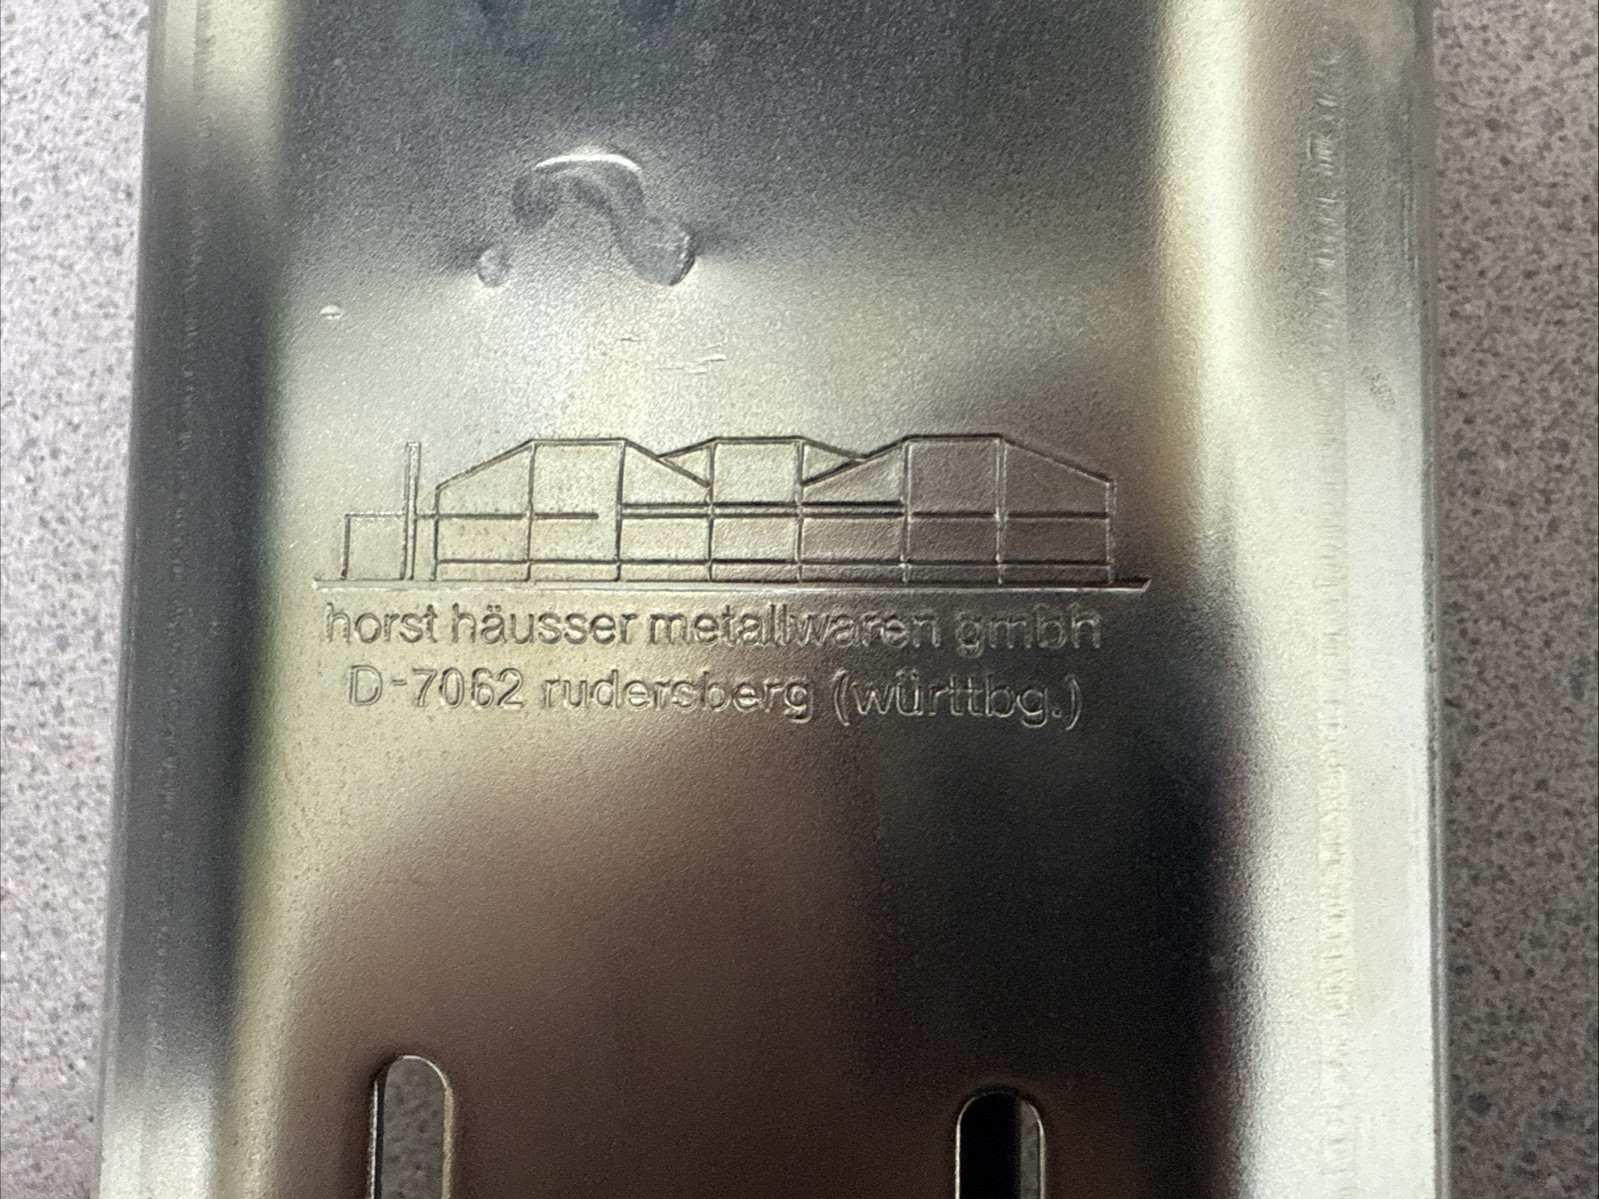 horst häusser metallwaren gmbh
D-7062 rudersberg (württbg.)